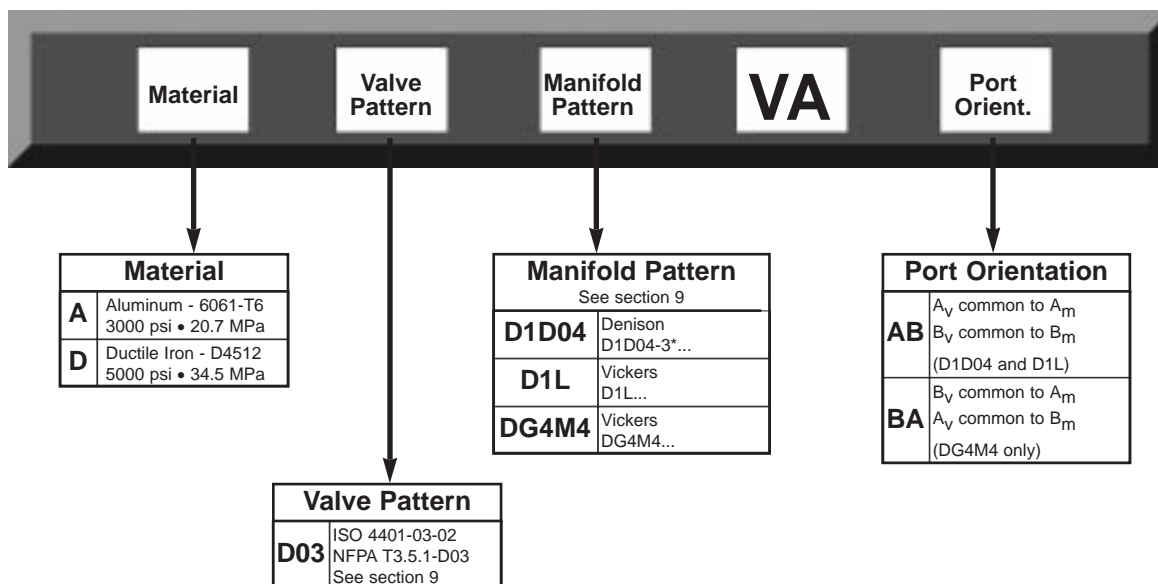 Material
Valve
Pattern
Manifold
Pattern
VA
Port
Orient.
Material
A
Aluminum - 6061-T6
3000 psi • 20.7 MPa
D
Ductile Iron - D4512
5000 psi • 34.5 MPa
Manifold Pattern
See section 9
D1D04
Denison
D1D04-3*...
D1L
Vickers
D1L...
DG4M4
Vickers
DG4M4...
Port Orientation
AB
Av common to Am
Bv common to Bm
(D1D04 and D1L)
BA
Bv common to Am
Av common to Bm
(DG4M4 only)
Valve Pattern
D03
ISO 4401-03-02
NFPA T3.5.1-D03
See section 9